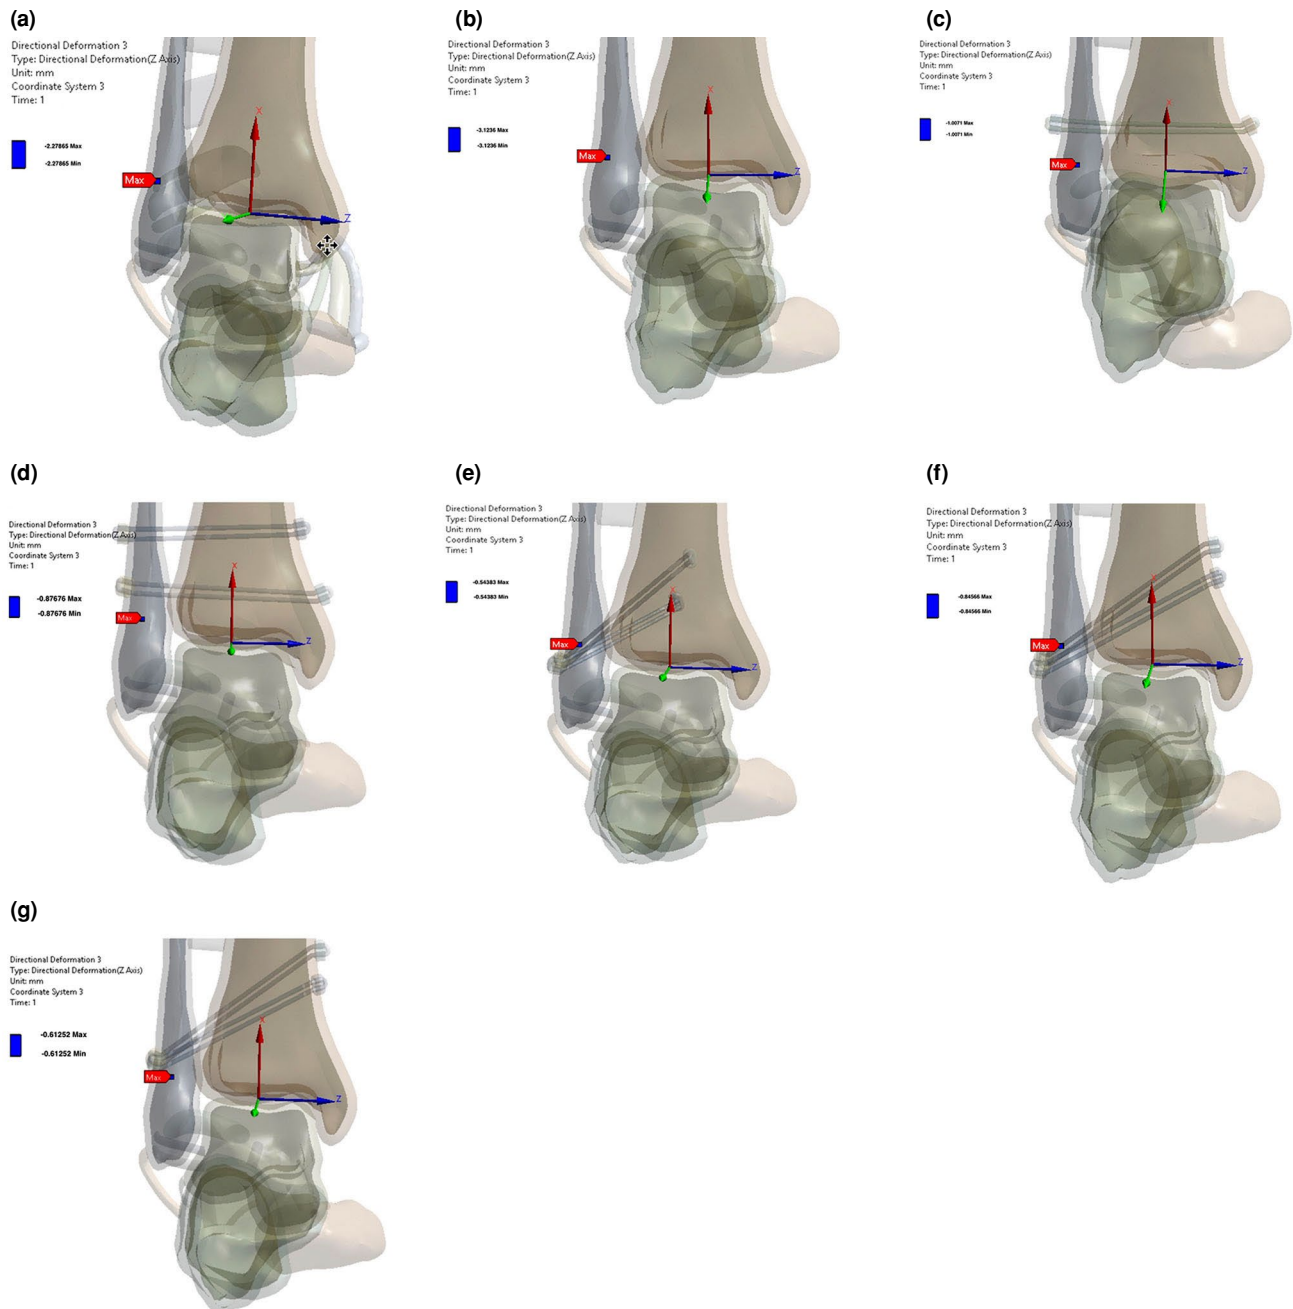 (a)
Directional Deformation 3
Type: Directional Deformation(Z Axis)
Unit: mm
Coordinate System 3
Time: 1
-2.27865 Max
-2.27865 Min
Max
X
Z
(b)
Directional Deformation 3
Type: Directional Deformation(Z Axis)
Unit: mm
Coordinate System 3
Time: 1
-3.1236 Max
-3.1236 Min
Max
X
Z
(c)
Directional Deformation 3
Type: Directional Deformation(Z Axis)
Unit: mm
Coordinate System 3
Time: 1
-1.0071 Max
-1.0071 Min
Max
X
Z
(d)
Directional Deformation 3
Type: Directional Deformation(Z Axis)
Unit: mm
Coordinate System 3
Time: 1
-0.87676 Max
-0.87676 Min
Max
X
Z
(e)
Directional Deformation 3
Type: Directional Deformation(Z Axis)
Unit: mm
Coordinate System 3
Time: 1
-0.54383 Max
-0.54383 Min
Max
X
Z
(f)
Directional Deformation 3
Type: Directional Deformation(Z Axis)
Unit: mm
Coordinate System 3
Time: 1
-0.84566 Max
-0.84566 Min
Max
X
Z
(g)
Directional Deformation 3
Type: Directional Deformation(Z Axis)
Unit: mm
Coordinate System 3
Time: 1
-0.61252 Max
-0.61252 Min
Max
X
Z